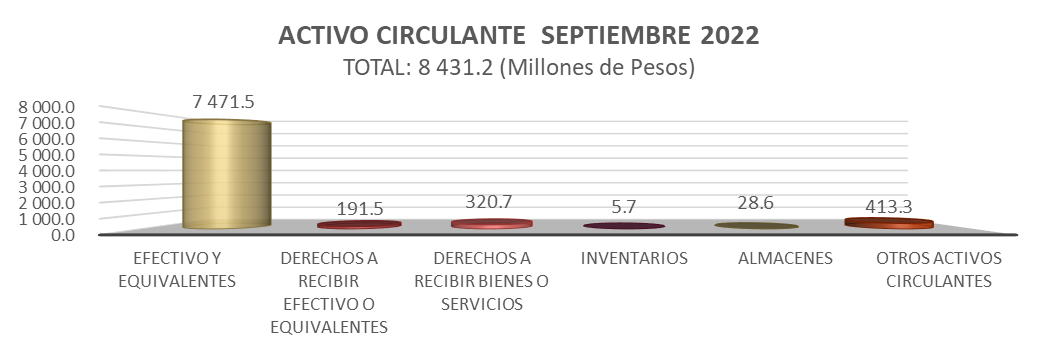 ACTIVO CIRCULANTE  SEPTIEMBRE 2022
TOTAL: 8 431.2 (Millones de Pesos)
8 000.0
7 000.0
6 000.0
5 000.0
4 000.0
3 000.0
2 000.0
1 000.0
0.0
7 471.5
191.5
320.7
5.7
28.6
413.3
EFECTIVO Y
EQUIVALENTES
DERECHOS A
RECIBIR
EFECTIVO O
EQUIVALENTES
DERECHOS A
RECIBIR BIENES O
SERVICIOS
INVENTARIOS
ALMACENES
OTROS ACTIVOS
CIRCULANTES